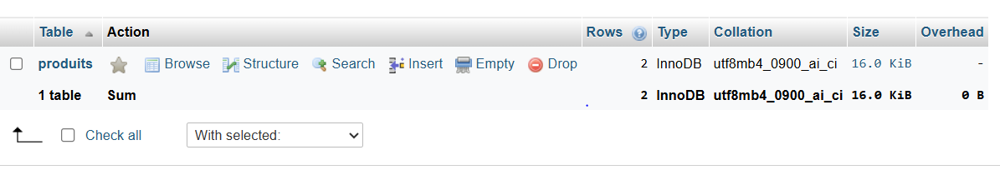 Table Action Rows Type Collation Size Overhead
produits Browse Structure Search Insert Empty Drop 2 InnoDB utf8mb4_0900_ai_ci 16.0 KiB -
1 table Sum 2 InnoDB utf8mb4_0900_ai_ci 16.0 KiB 0 B
Check all With selected: